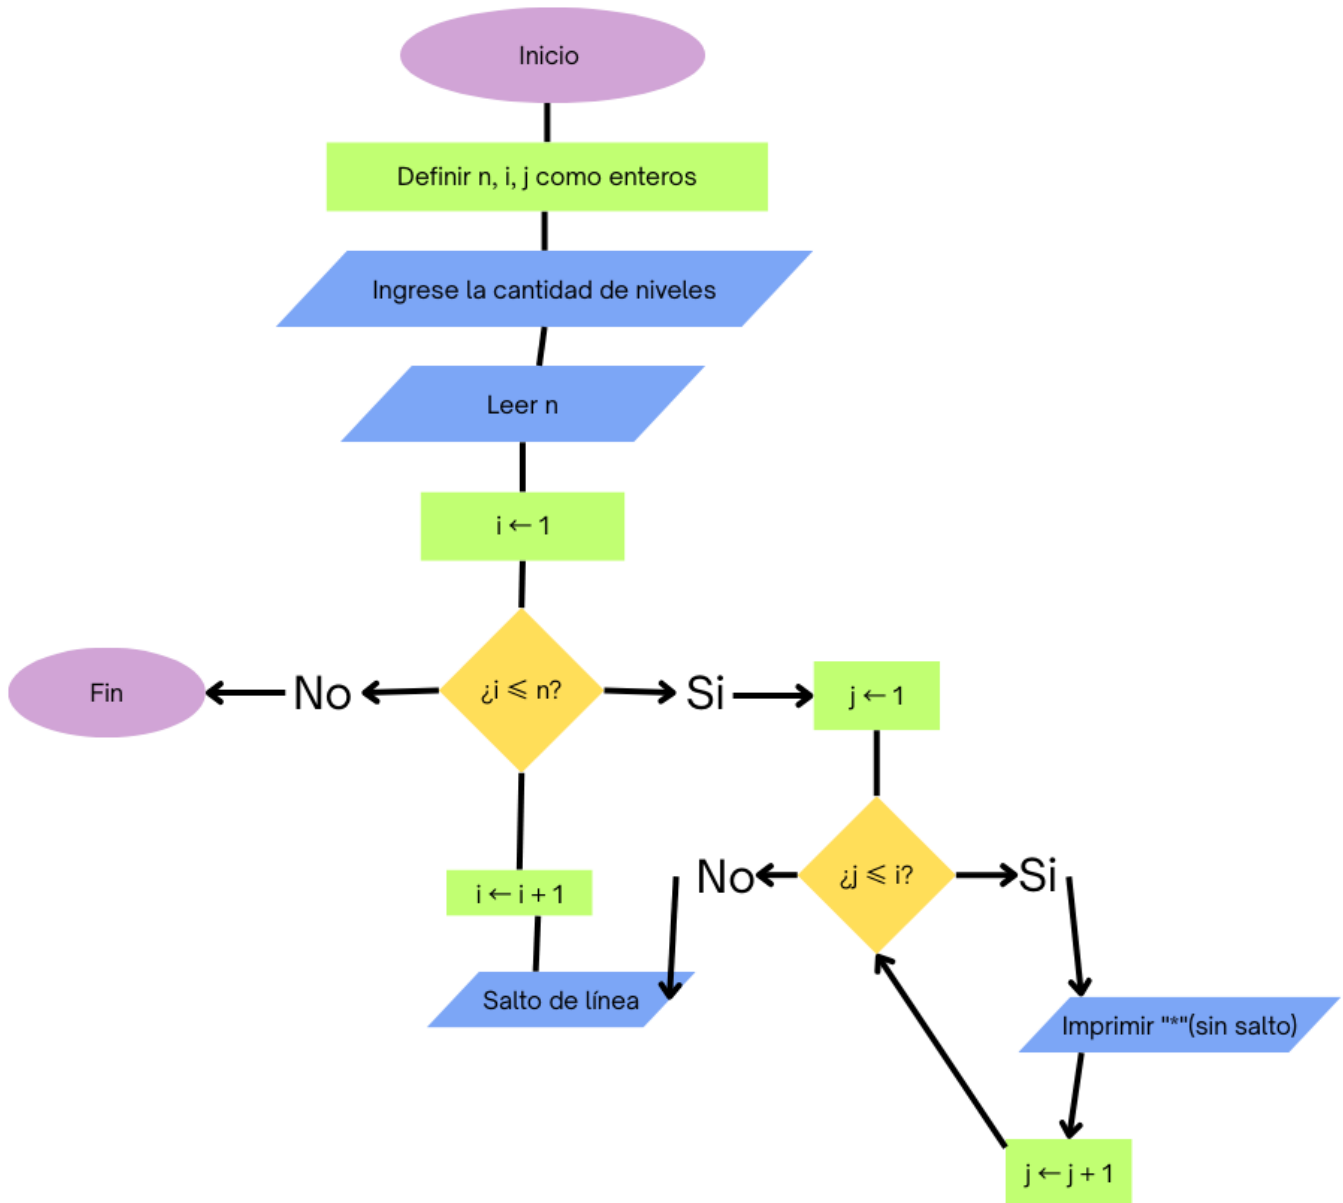 Inicio
Definir n, i, j como enteros
Ingrese la cantidad de niveles
Leer n
i ← 1
¿i ⩽ n?
No
Fin
Si
j ← 1
¿j ⩽ i?
No
Si
i ← i + 1
Salto de línea
Imprimir "*"(sin salto)
j ← j + 1